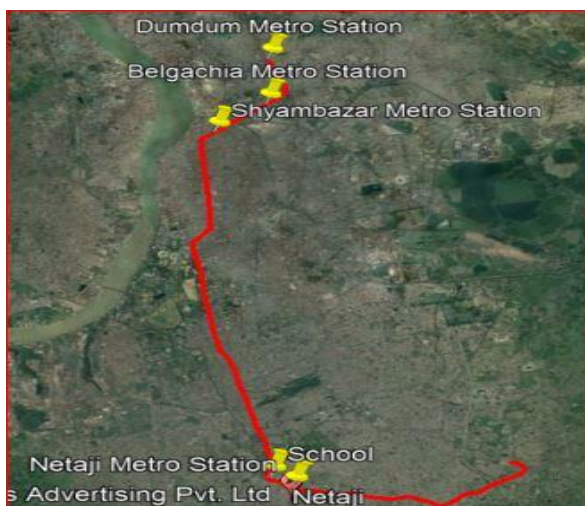 Dumdum Metro Station
Belgachia Metro Station
Shyambazar Metro Station
School
Netaji Metro Station
s Advertising Pvt. Ltd
Netaji